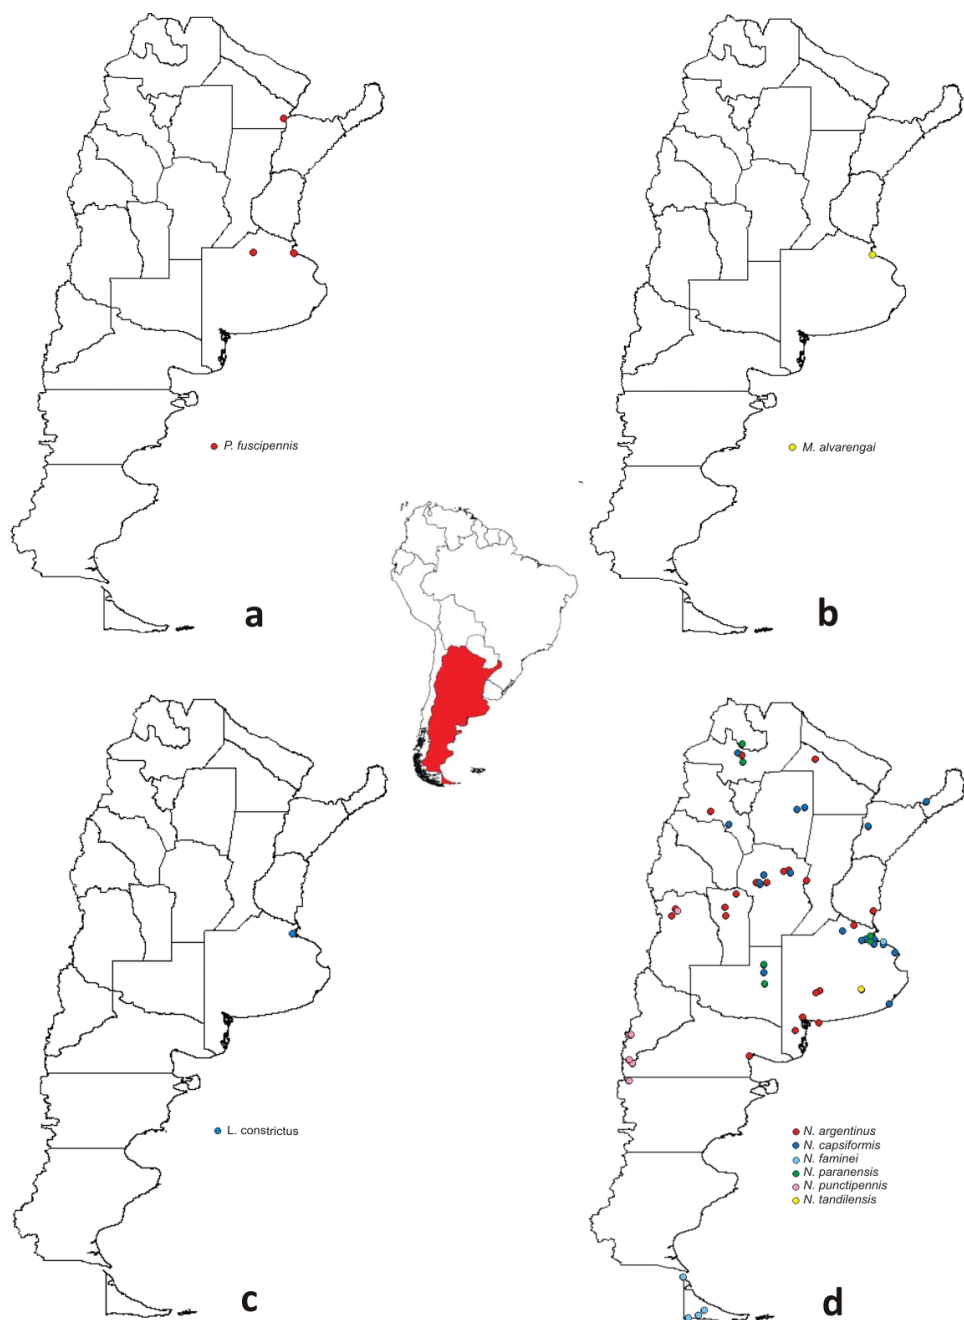 P. fuscipennis
a
M. alvarengai
b
L. constrictus
c
N. argentinus
N. capsiformis
N. faminei
N. paranensis
N. punctipennis
N. tandilensis
d